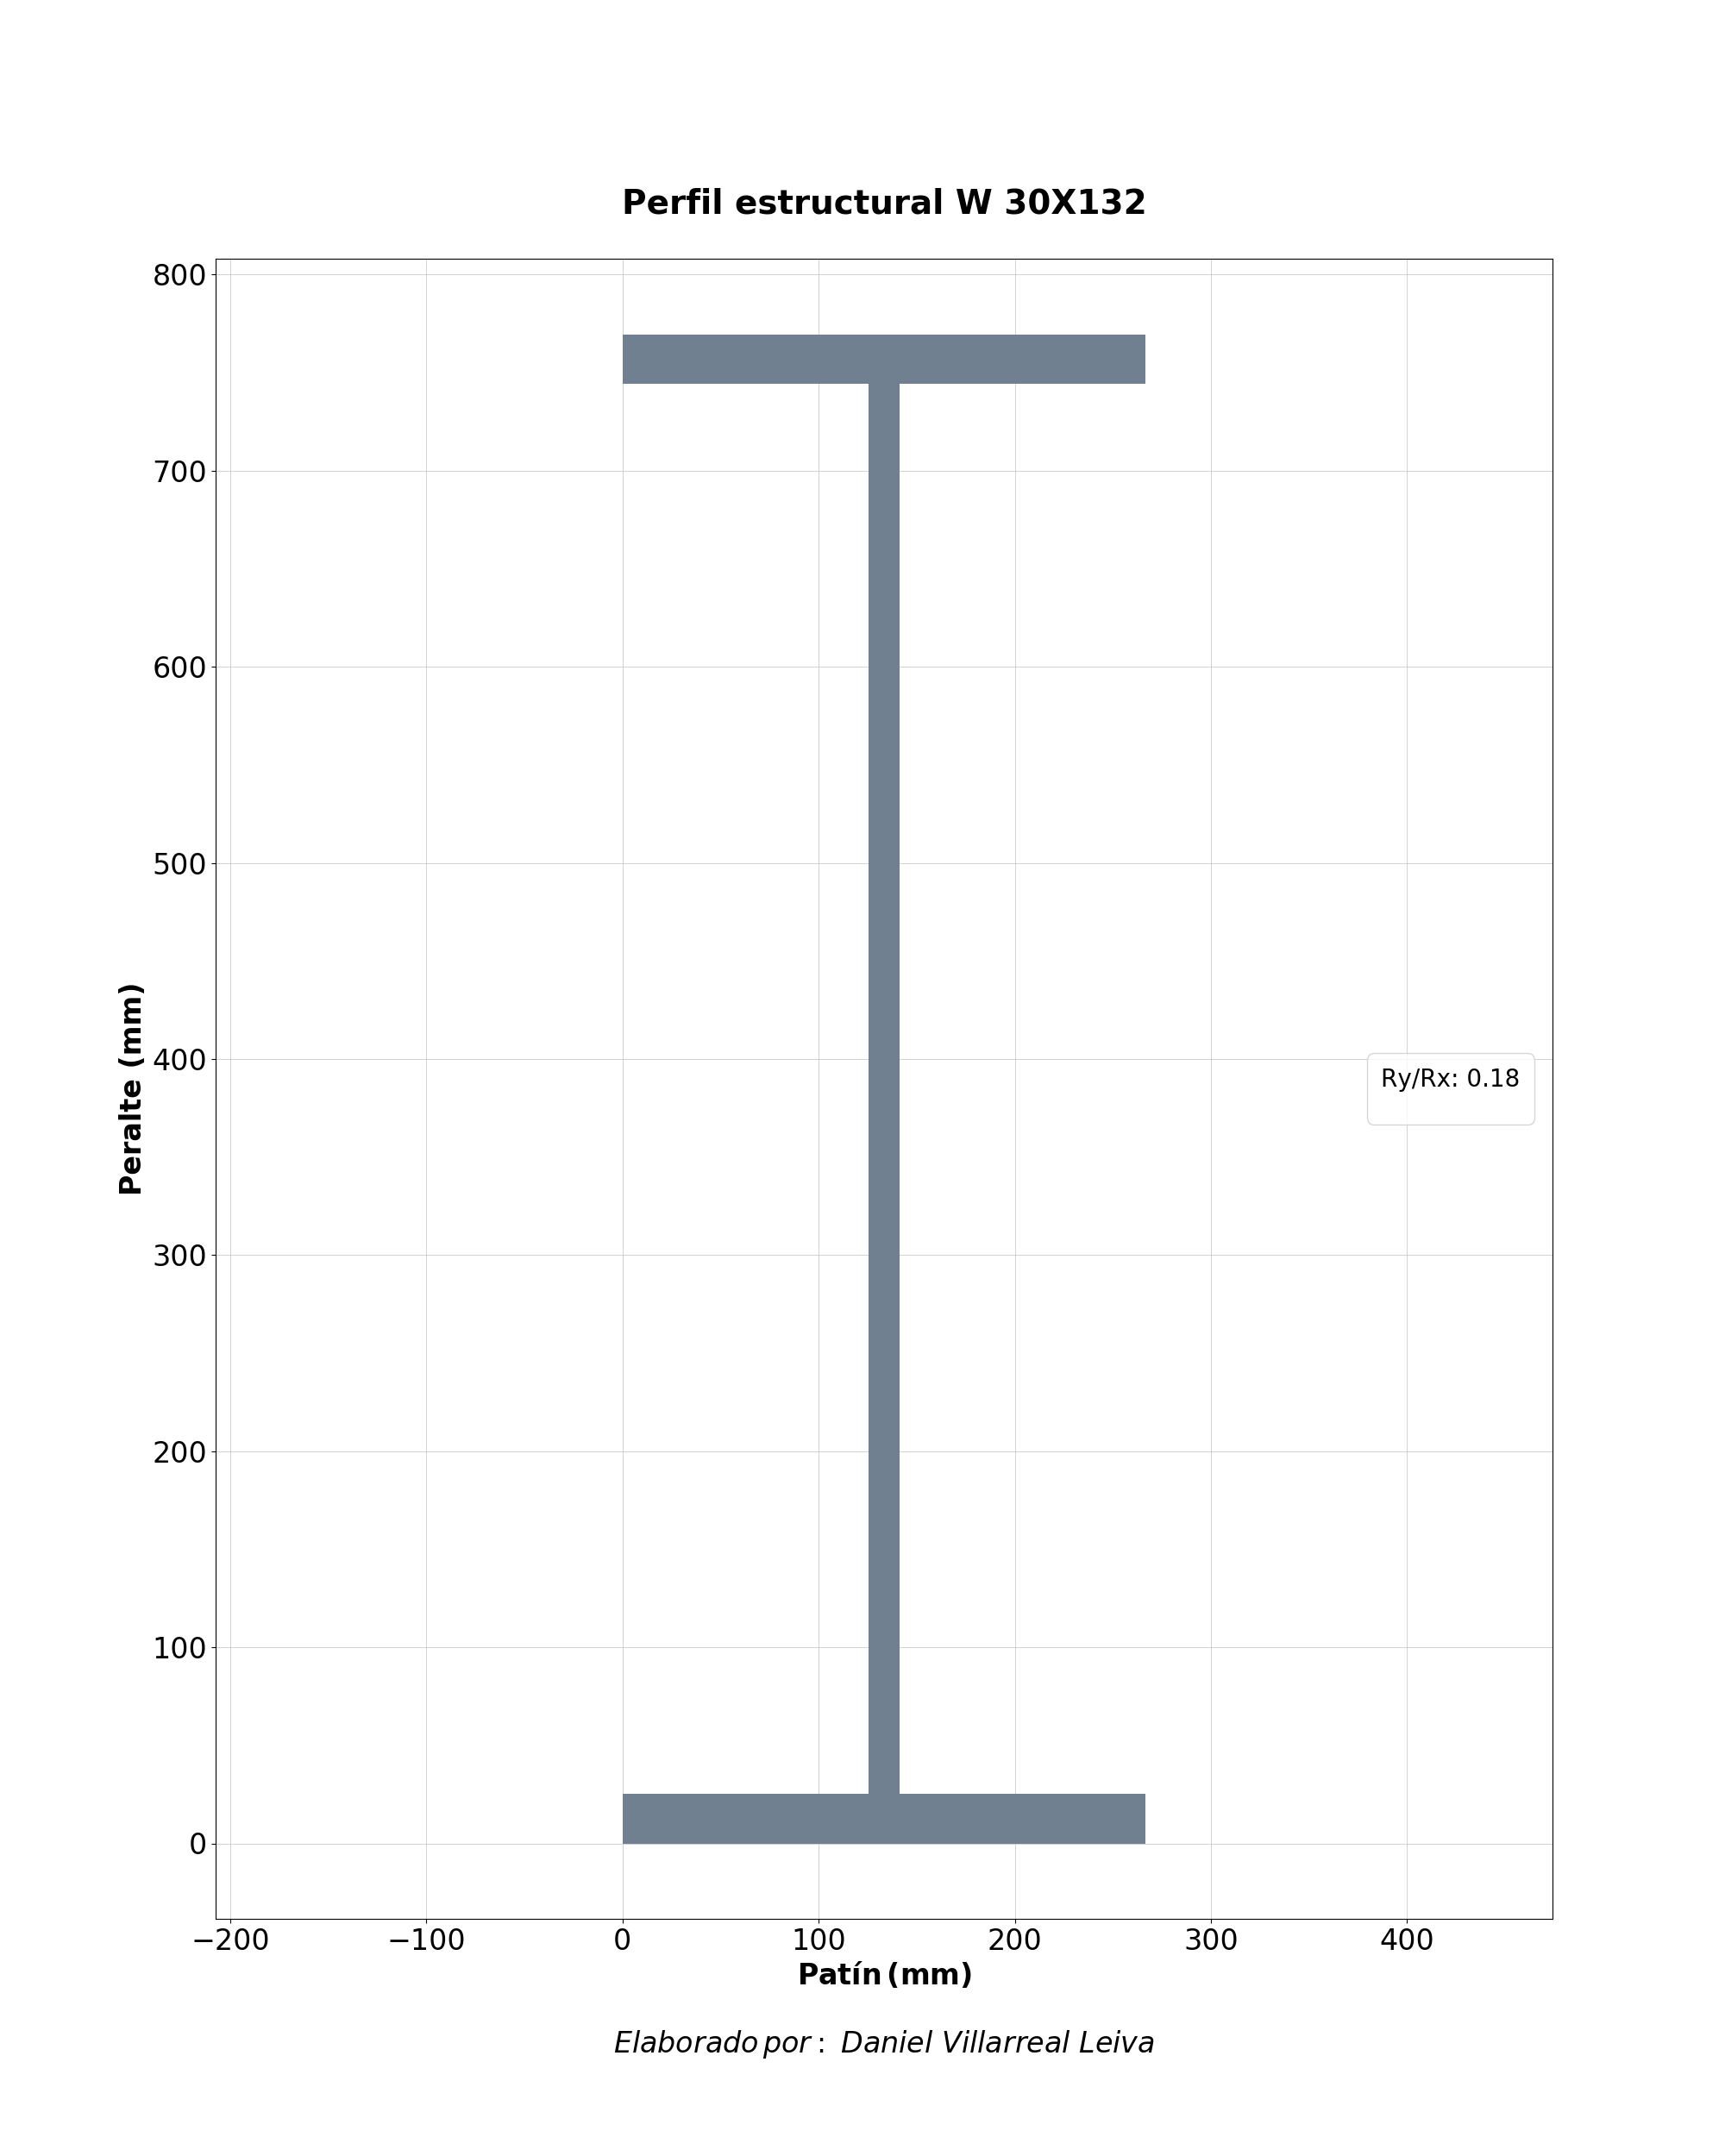 Perfil estructural W 30X132
800
700
600
500
400
300
200
100
0
Peralte (mm)
Ry/Rx: 0.18
−200 −100 0 100 200 300 400
Patín (mm)
Elaborado por: Daniel Villarreal Leiva